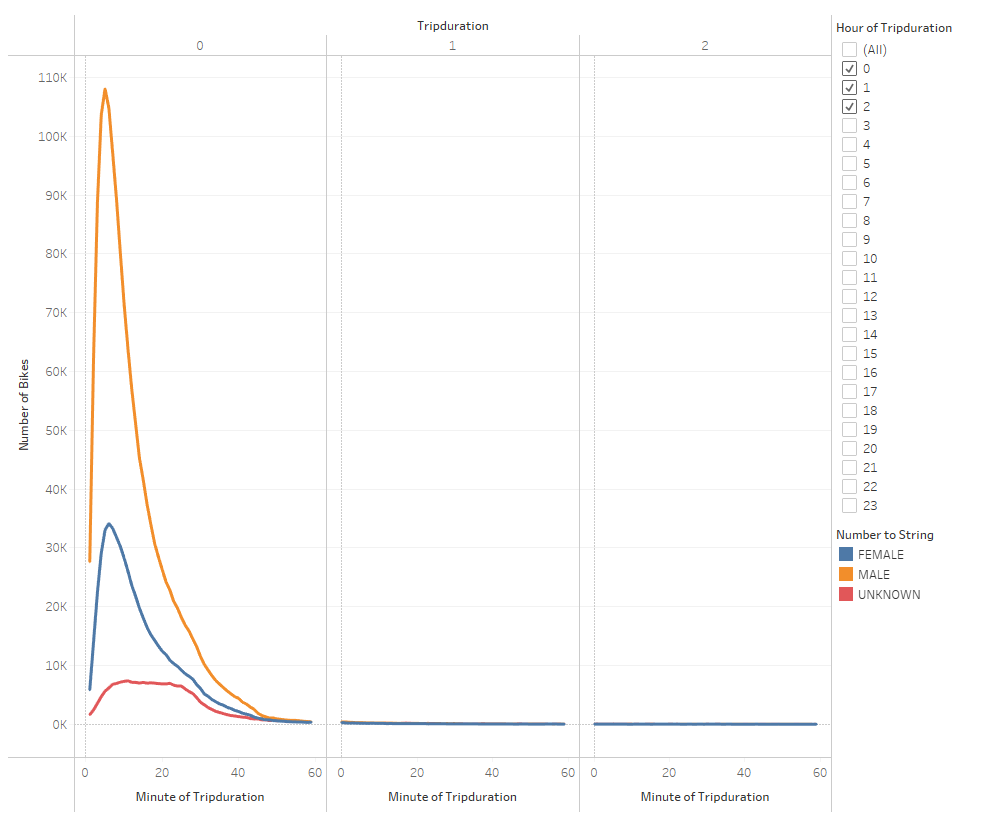 Tripduration
0 1 2
110K
100K
90K
80K
70K
60K
50K
40K
30K
20K
10K
0K
Number of Bikes
0 20 40 60 0 20 40 60 0 20 40 60
Minute of Tripduration Minute of Tripduration Minute of Tripduration
Hour of Tripduration
(All)
0
1
2
3
4
5
6
7
8
9
10
11
12
13
14
15
16
17
18
19
20
21
22
23
Number to String
FEMALE
MALE
UNKNOWN